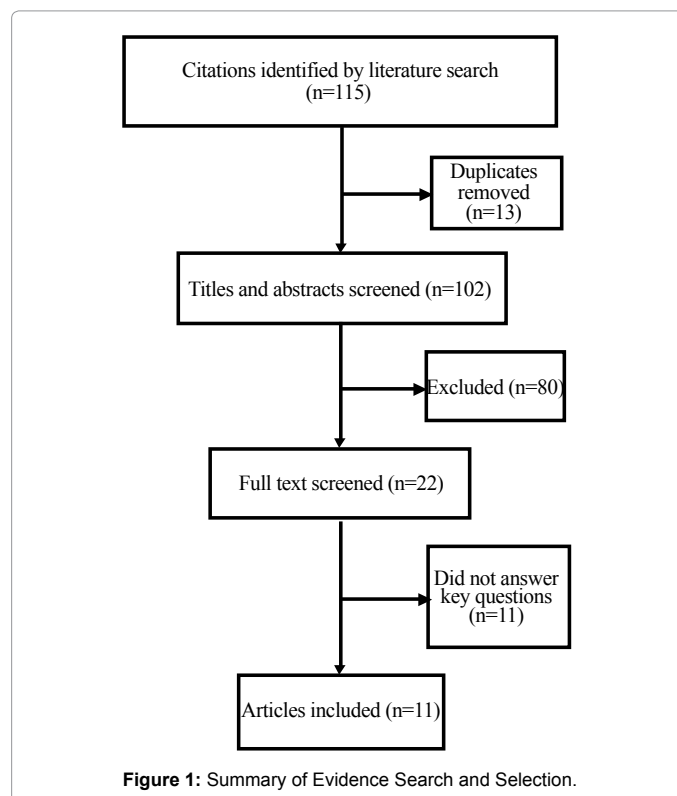 Citations identified by literature search
(n=115)
Duplicates
removed
(n=13)
Titles and abstracts screened (n=102)
Excluded (n=80)
Full text screened (n=22)
Did not answer
key questions
(n=11)
Articles included (n=11)
Figure 1: Summary of Evidence Search and Selection.